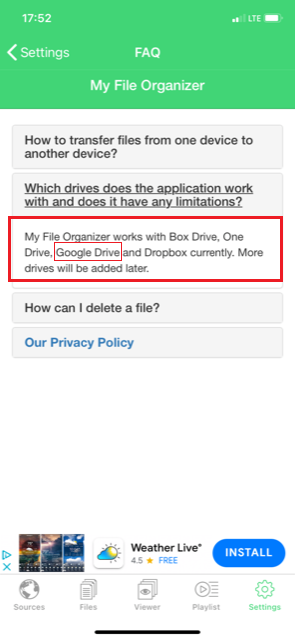 17:52
LTE
Settings
FAQ
My File Organizer
How to transfer files from one device to
another device?
Which drives does the application work
with and does it have any limitations?
My File Organizer works with Box Drive, One
Drive, Google Drive and Dropbox currently. More
drives will be added later.
How can I delete a file?
Our Privacy Policy
Weather Live°
4.5 ★ FREE
INSTALL
Sources
Files
Viewer
Playlist
Settings